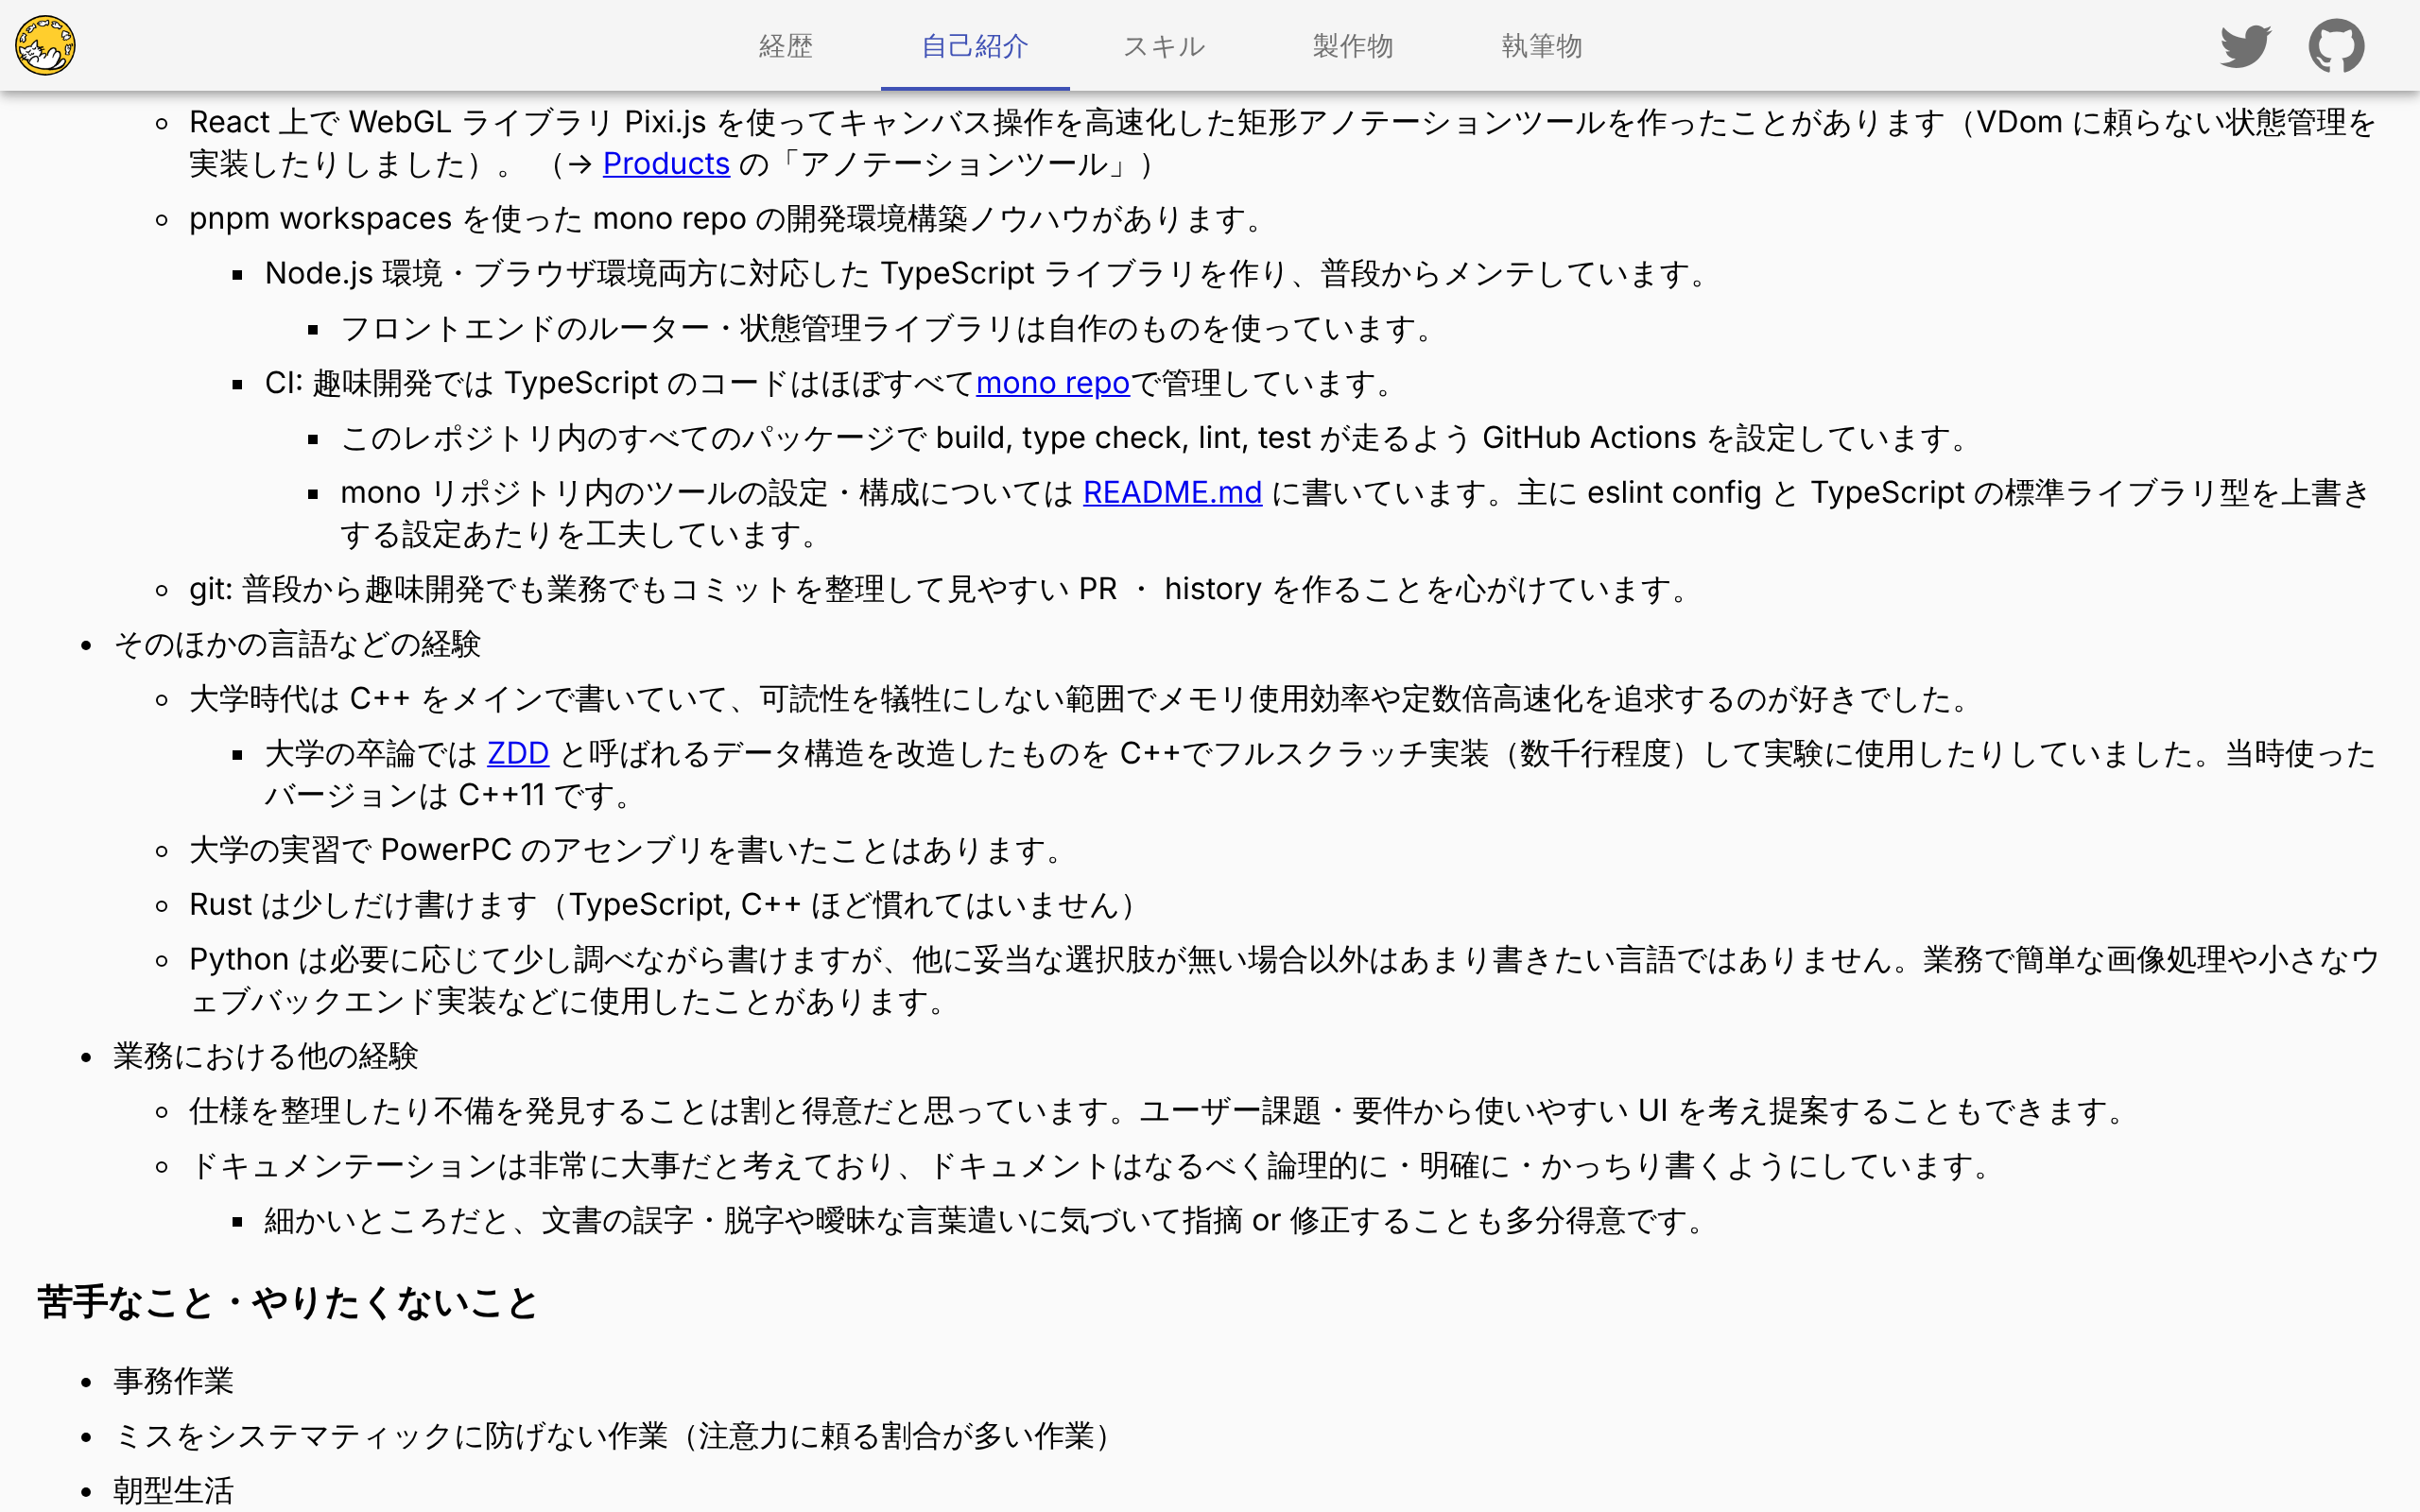 経歴
自己紹介
スキル
製作物
執筆物
React 上で WebGL ライブラリ Pixi.js を使ってキャンバス操作を高速化した矩形アノテーションツールを作ったことがあります（VDom に頼らない状態管理を
実装したりしました）。 （→ Products の「アノテーションツール」）
pnpm workspaces を使った mono repo の開発環境構築ノウハウがあります。
Node.js 環境・ブラウザ環境両方に対応した TypeScript ライブラリを作り、普段からメンテしています。
フロントエンドのルーター・状態管理ライブラリは自作のものを使っています。
CI: 趣味開発では TypeScript のコードはほぼすべてmono repoで管理しています。
このレポジトリ内のすべてのパッケージで build, type check, lint, test が走るよう GitHub Actions を設定しています。
mono リポジトリ内のツールの設定・構成については README.md に書いています。主に eslint config と TypeScript の標準ライブラリ型を上書き
する設定あたりを工夫しています。
git: 普段から趣味開発でも業務でもコミットを整理して見やすい PR ・ history を作ることを心がけています。
そのほかの言語などの経験
大学時代は C++ をメインで書いていて、可読性を犠牲にしない範囲でメモリ使用効率や定数倍高速化を追求するのが好きでした。
大学の卒論では ZDD と呼ばれるデータ構造を改造したものを C++でフルスクラッチ実装（数千行程度）して実験に使用したりしていました。当時使った
バージョンは C++11 です。
大学の実習で PowerPC のアセンブリを書いたことはあります。
Rust は少しだけ書けます（TypeScript, C++ ほど慣れてはいません）
Python は必要に応じて少し調べながら書けますが、他に妥当な選択肢が無い場合以外はあまり書きたい言語ではありません。業務で簡単な画像処理や小さなウ
ェブバックエンド実装などに使用したことがあります。
業務における他の経験
仕様を整理したり不備を発見することは割と得意だと思っています。ユーザー課題・要件から使いやすい UI を考え提案することもできます。
ドキュメンテーションは非常に大事だと考えており、ドキュメントはなるべく論理的に・明確に・かっちり書くようにしています。
細かいところだと、文書の誤字・脱字や曖昧な言葉遣いに気づいて指摘 or 修正することも多分得意です。
苦手なこと・やりたくないこと
事務作業
ミスをシステマティックに防げない作業（注意力に頼る割合が多い作業）
朝型生活